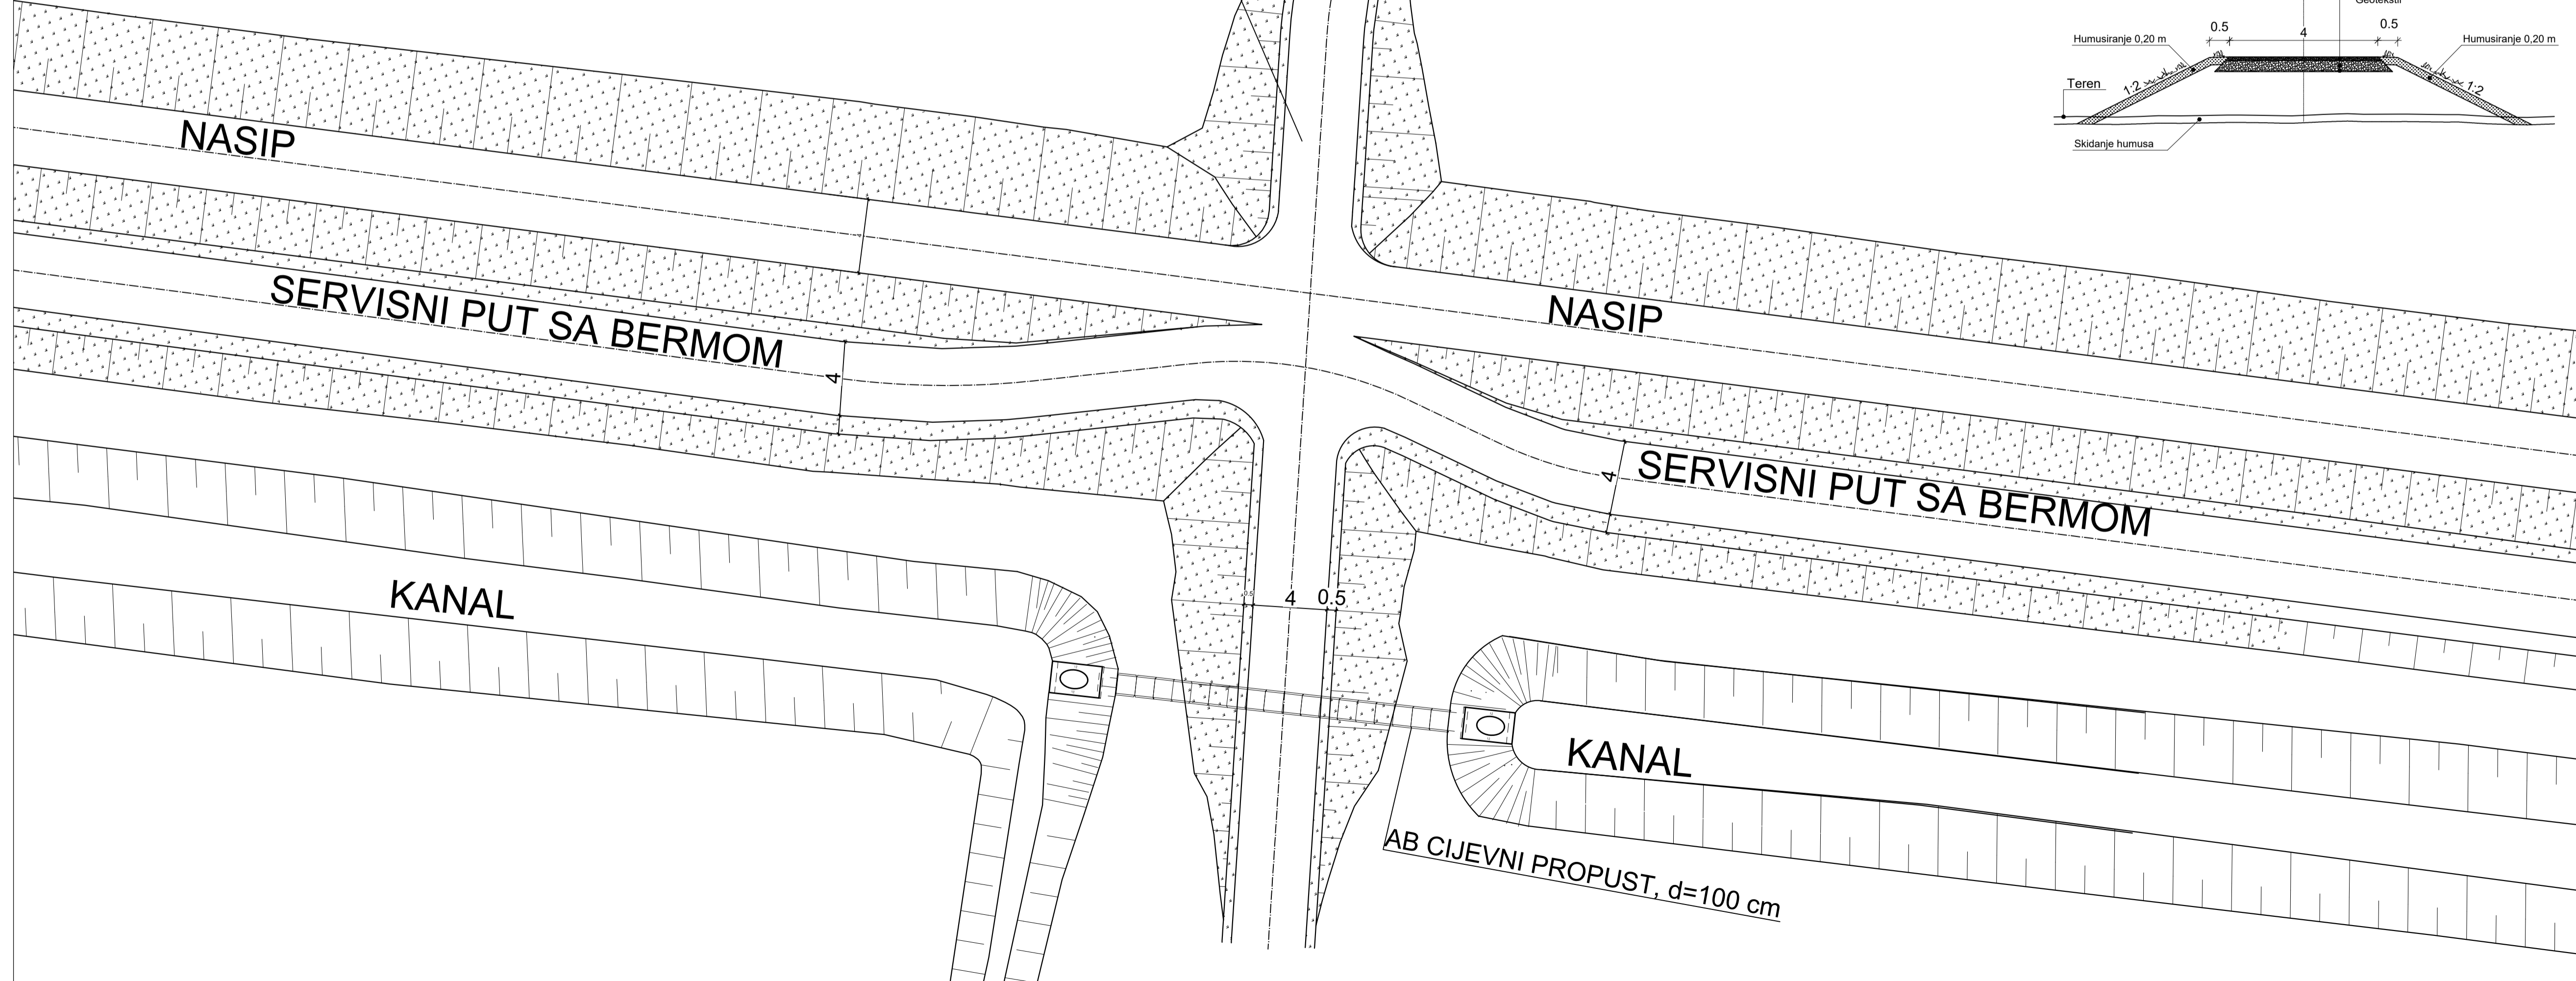 Geotekstil
0.5
4
0.5
Humusiranje 0,20 m
Humusiranje 0,20 m
Teren
1:2
1:2
Skidanje humusa
NASIP
SERVISNI PUT SA BERMOM
4
NASIP
4
SERVISNI PUT SA BERMOM
KANAL
0.5
4
0.5
KANAL
AB CIJEVNI PROPUST, d=100 cm